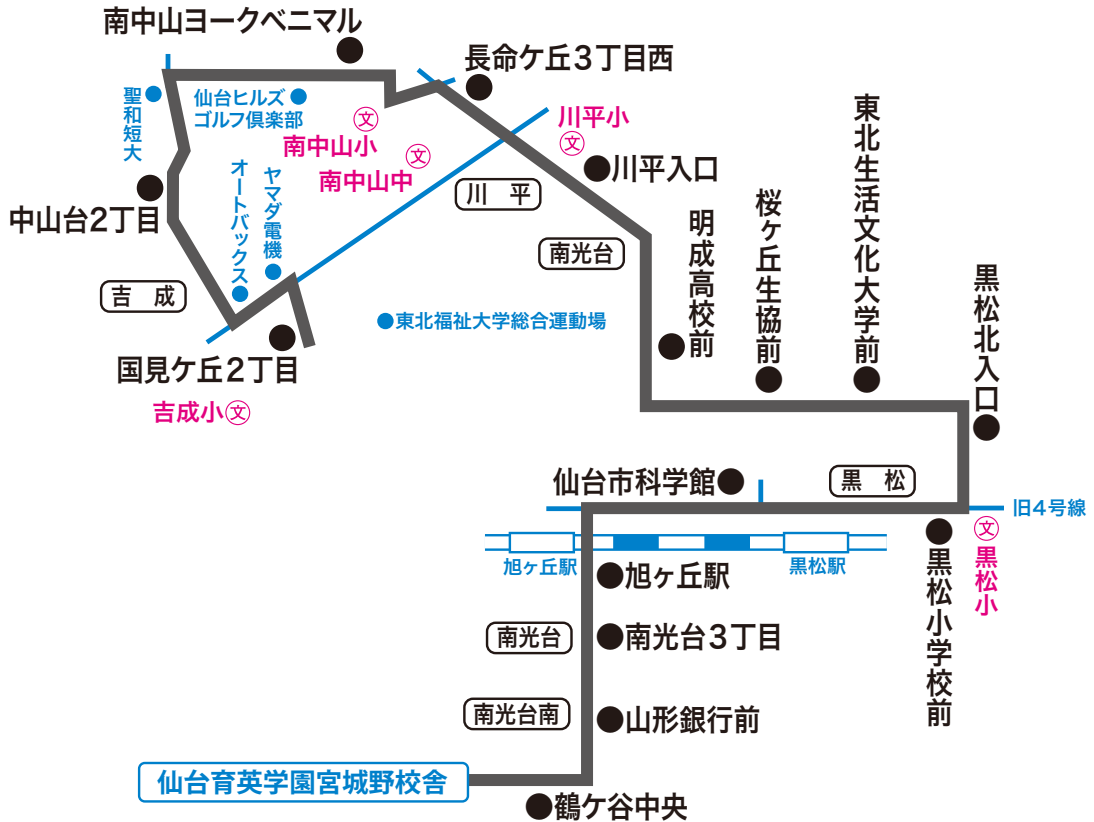 南中山ヨークベニマル
長命ケ丘3丁目西
聖和短大
仙台ヒルズ
ゴルフ倶楽部
文
南中山小
文
南中山中
川平小
文
川平入口
東北生活文化大学前
オートバックス
ヤマダ電機
中山台2丁目
川 平
桜ヶ丘生協前
明成高校前
南光台
吉 成
黒松北入口
東北福祉大学総合運動場
国見ケ丘2丁目
吉成小文
仙台市科学館
黒 松
旧4号線
文
黒松小
黒松小学校前
旭ヶ丘駅
黒松駅
旭ヶ丘駅
南光台
南光台3丁目
南光台南
山形銀行前
仙台育英学園宮城野校舎
鶴ケ谷中央